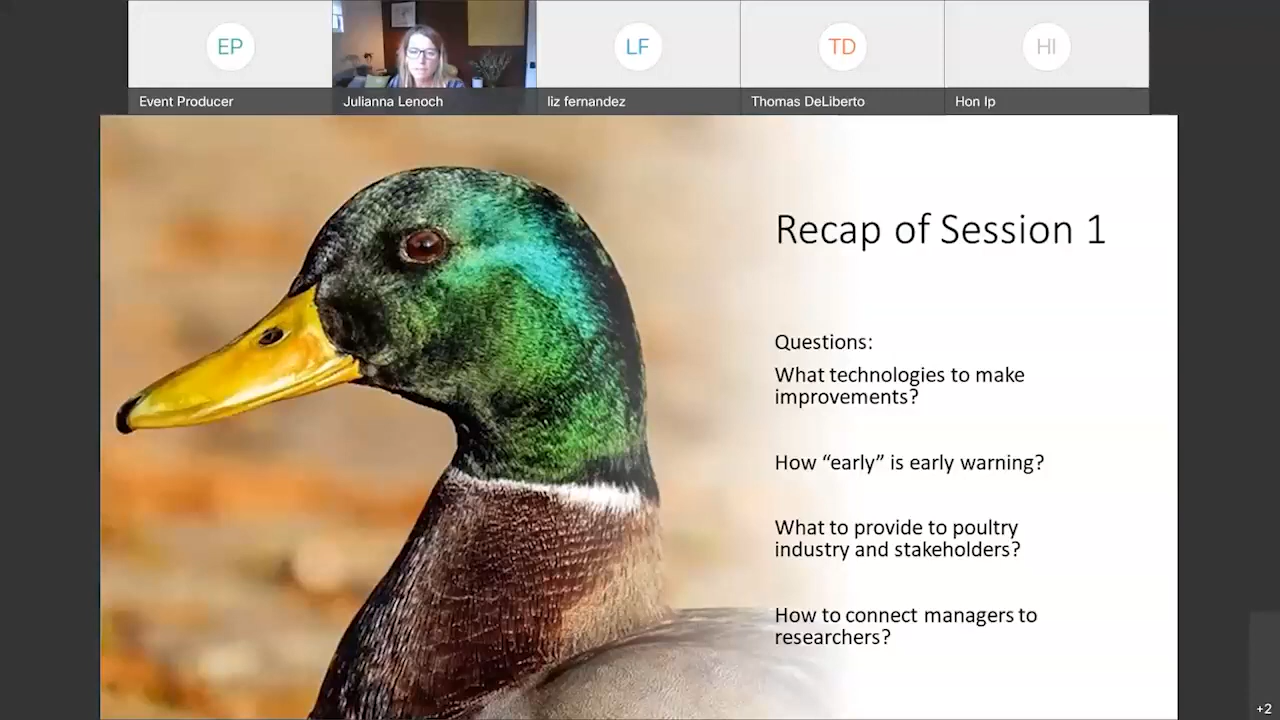 EP
LF
TD
HI
Event Producer
Julianna Lenoch
liz fernandez
Thomas DeLiberto
Hon Ip
Recap of Session 1
Questions:
What technologies to make
improvements?
How “early” is early warning?
What to provide to poultry
industry and stakeholders?
How to connect managers to
researchers?
+2